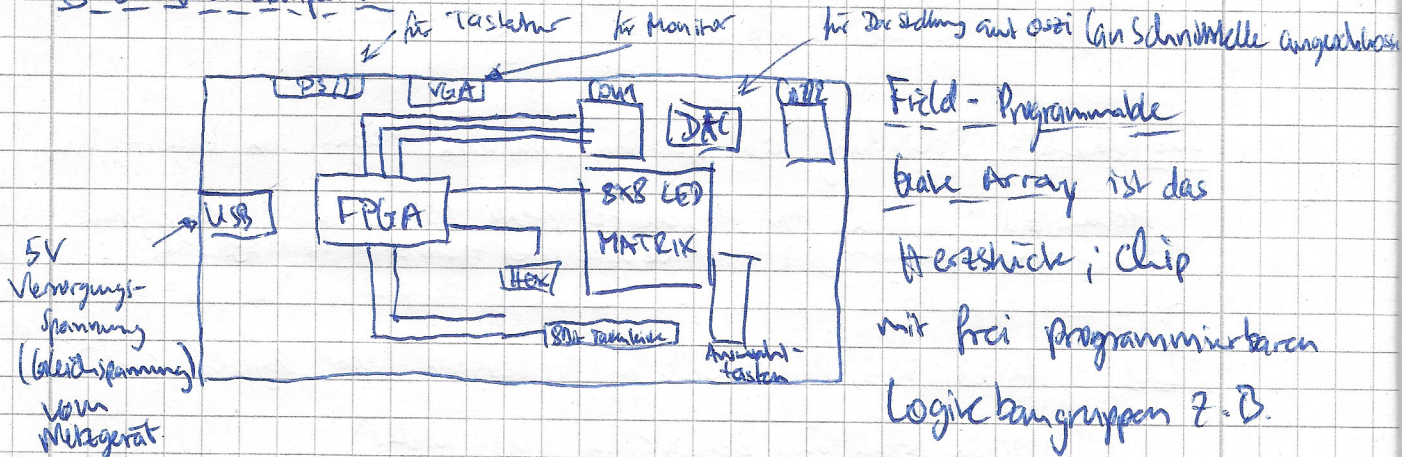 für Tastatur
für Monitor
für Darstellung auf Oszi (an Schnittstelle angeschlossen
PS/2
VGA
COM1
DAC
USB
FPGA
8x8 LED
MATRIX
HEX
8Bit
Auswahl-
tasten
5V
Versorgungs-
spannung
(Gleichspannung)
vom
Netzgerät
Field - Programmable
Gate Array ist das
Herzstück; Chip
mit frei programmierbaren
Logikbaugruppen z.B.